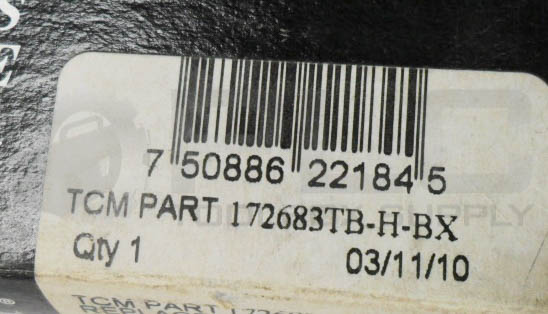 7 50886 22184 5
TCM PART 172683TB-H-BX
Qty 1 03/11/10
TCM PART